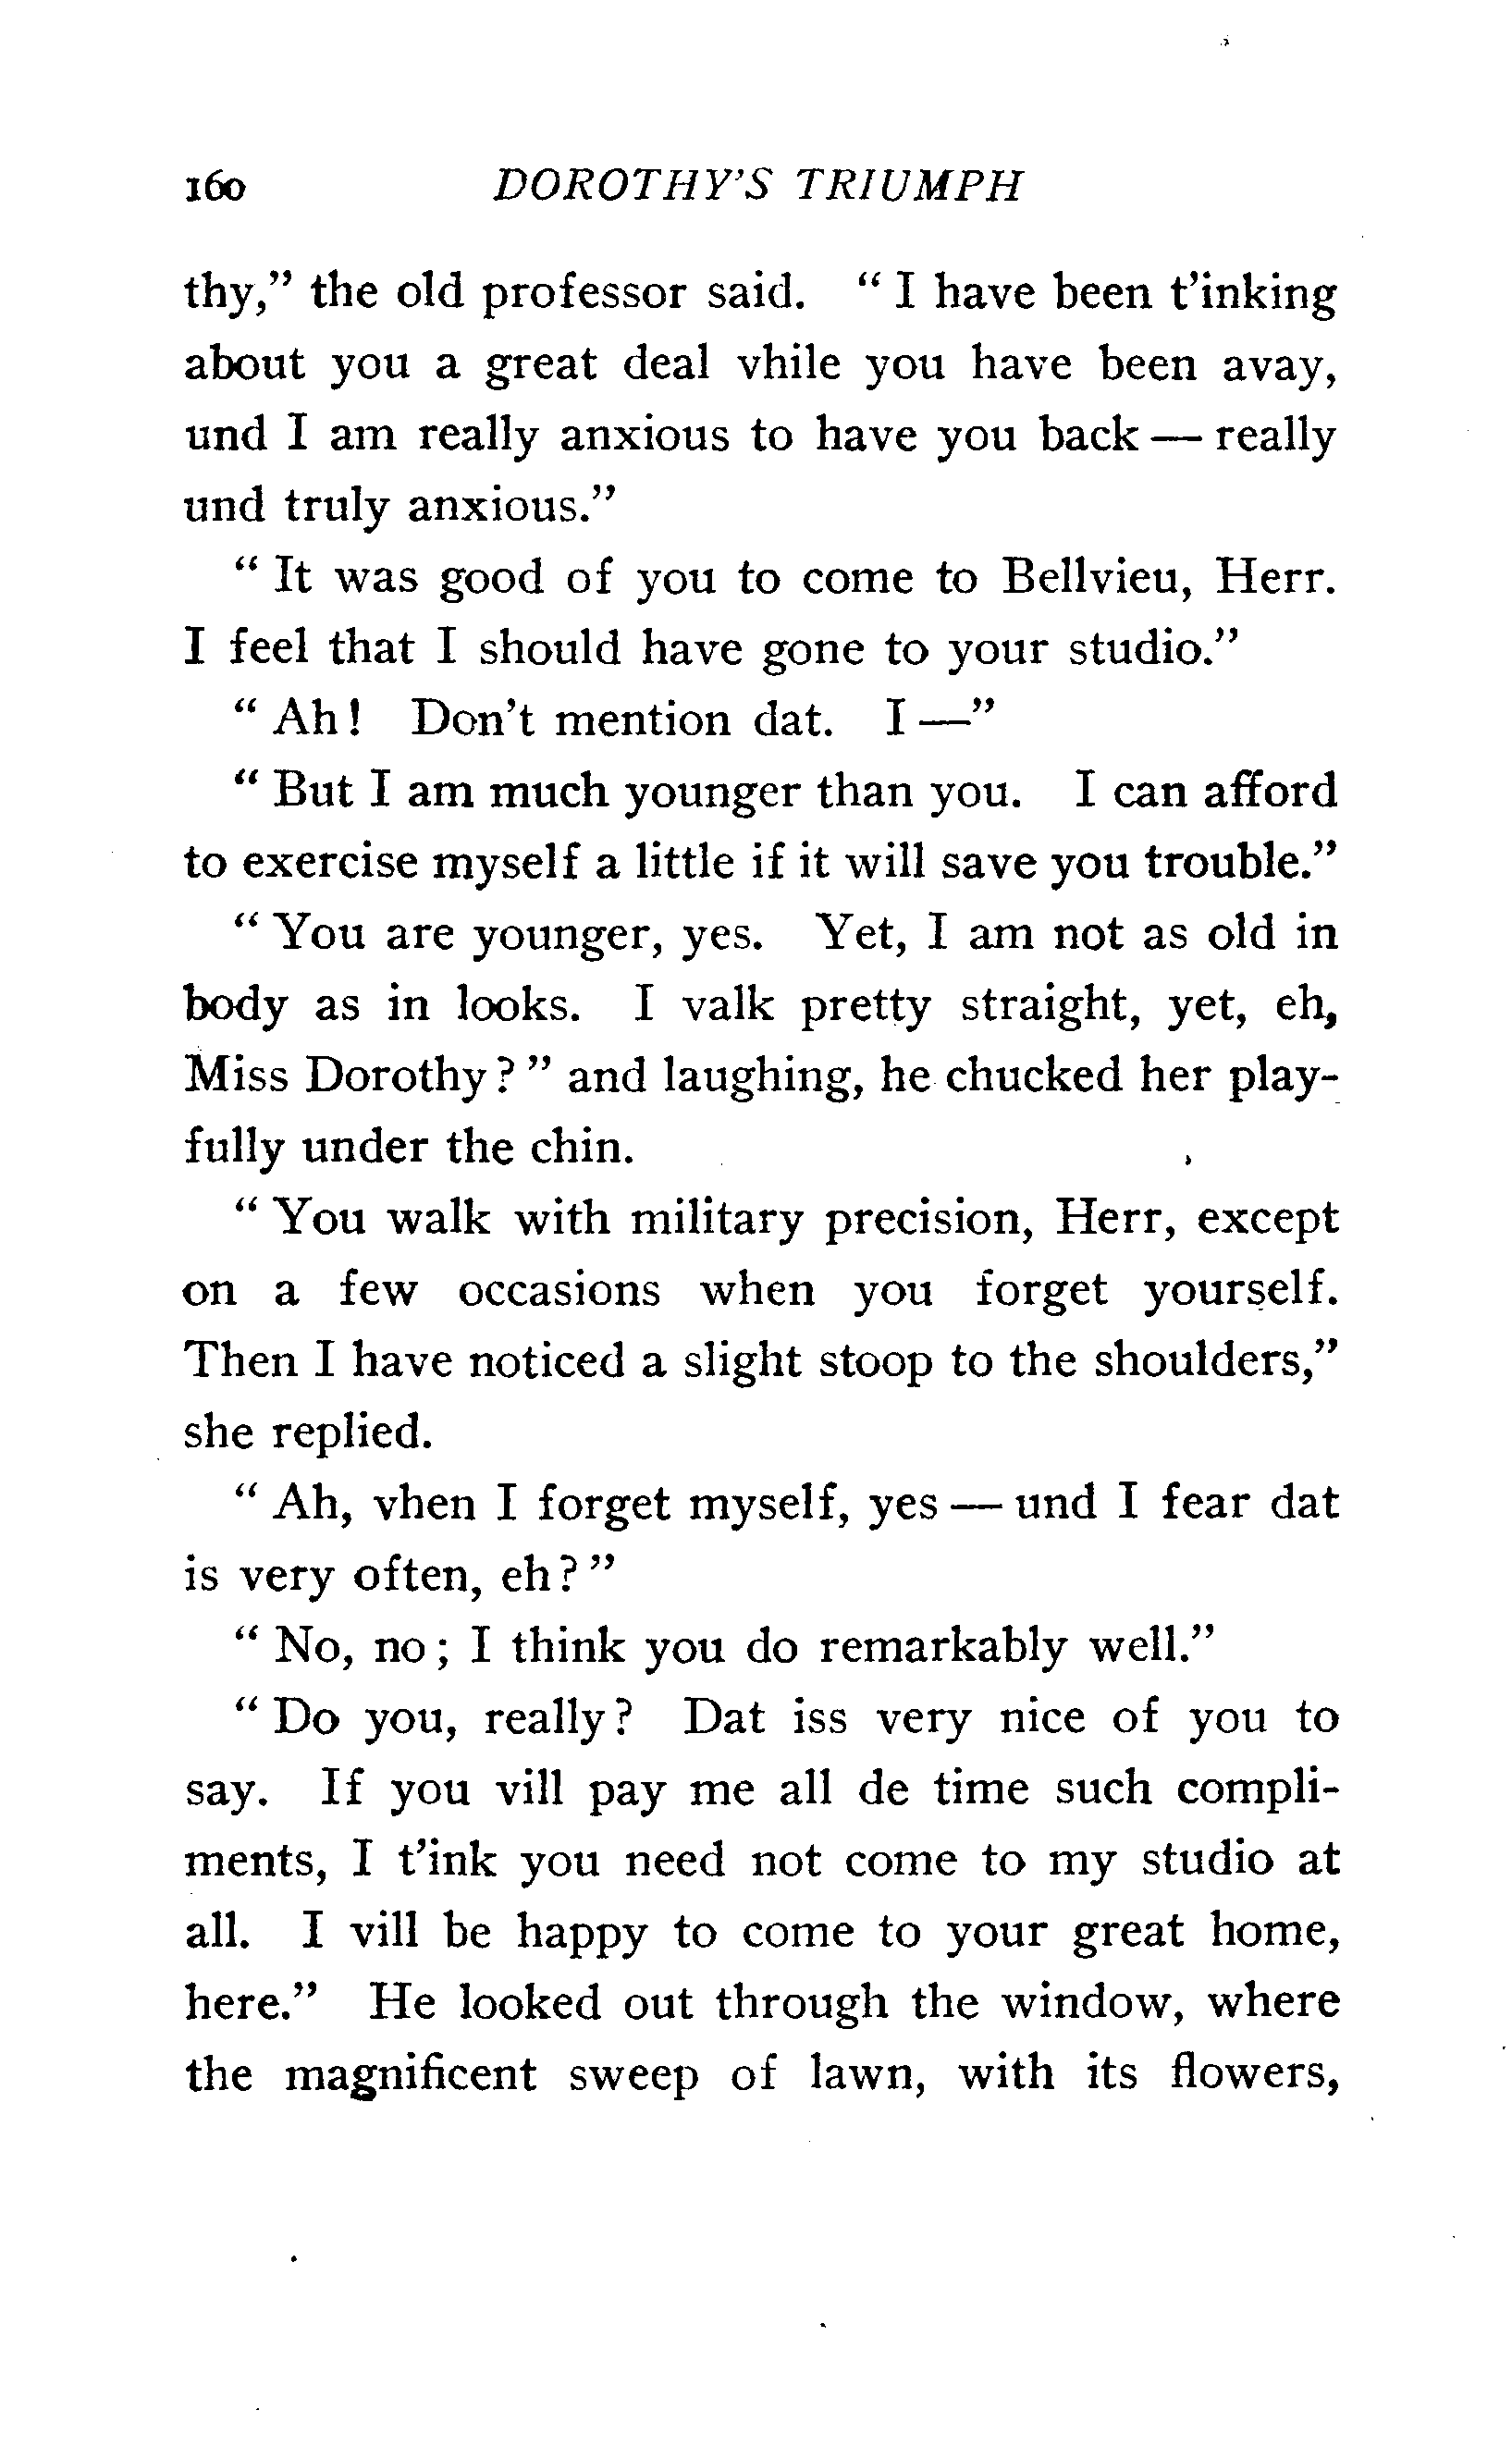 160 DOROTHY'S TRIUMPH
thy," the old professor said. "I have been t'inking
about you a great deal vhile you have been avay,
und I am really anxious to have you back — really
und truly anxious."
"It was good of you to come to Bellvieu, Herr.
I feel that I should have gone to your studio."
"Ah! Don't mention dat. I —"
"But I am much younger than you. I can afford
to exercise myself a little if it will save you trouble."
"You are younger, yes. Yet, I am not as old in
body as in looks. I valk pretty straight, yet, eh,
Miss Dorothy?" and laughing, he chucked her play-
fully under the chin.
"You walk with military precision, Herr, except
on a few occasions when you forget yourself.
Then I have noticed a slight stoop to the shoulders,"
she replied.
"Ah, vhen I forget myself, yes — und I fear dat
is very often, eh?"
"No, no; I think you do remarkably well."
"Do you, really? Dat iss very nice of you to
say. If you vill pay me all de time such compli-
ments, I t'ink you need not come to my studio at
all. I vill be happy to come to your great home,
here." He looked out through the window, where
the magnificent sweep of lawn, with its flowers,